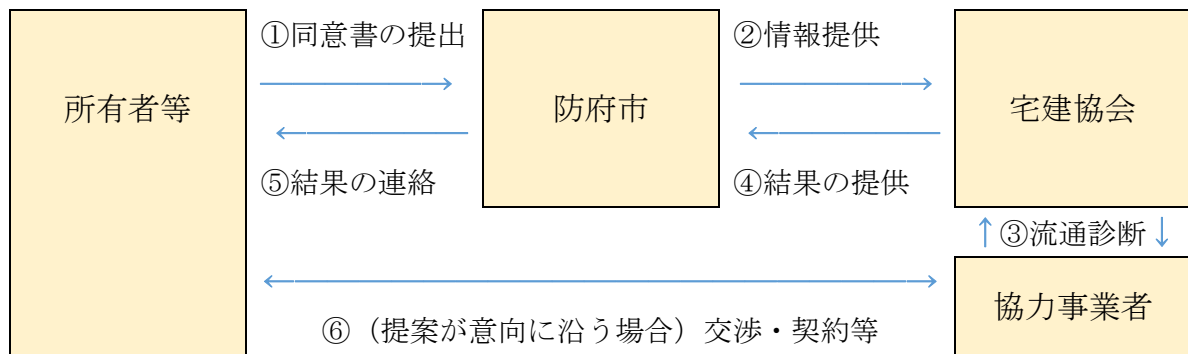 ①同意書の提出
②情報提供
所有者等
防府市
宅建協会
⑤結果の連絡
④結果の提供
↑③流通診断↓
協力事業者
⑥（提案が意向に沿う場合）交渉・契約等